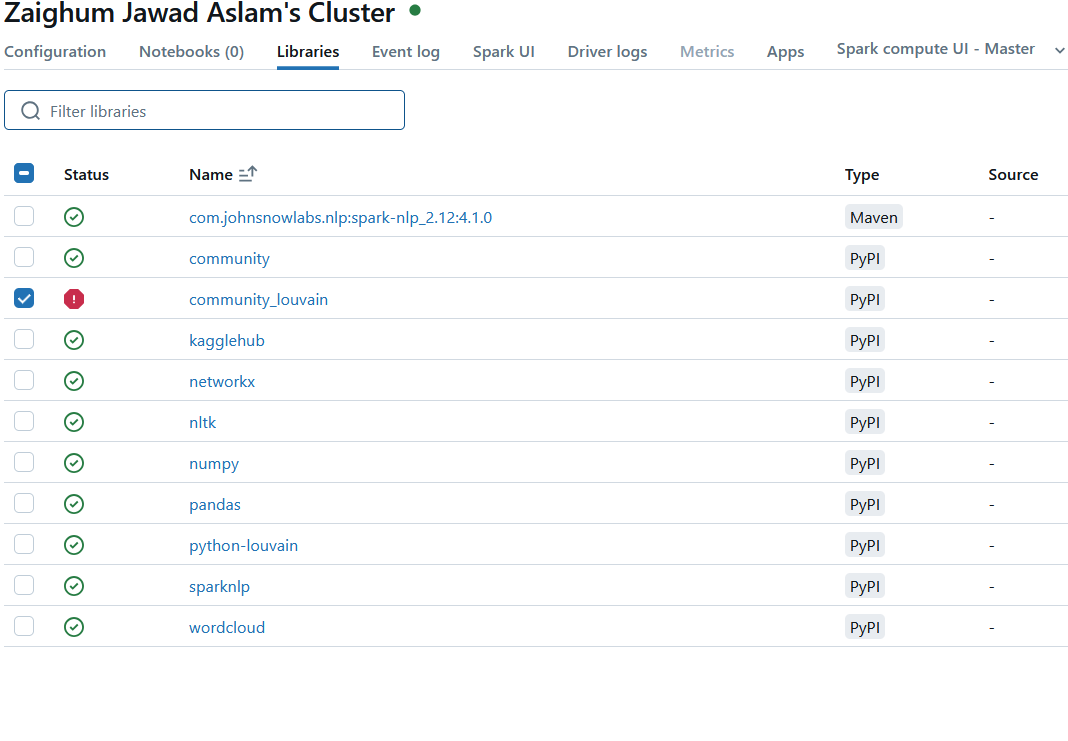 Zaighum Jawad Aslam's Cluster
Configuration Notebooks (0) Libraries Event log Spark UI Driver logs Metrics Apps Spark compute UI - Master
Filter libraries
Status Name Type Source
com.johnsnowlabs.nlp:spark-nlp_2.12:4.1.0 Maven -
community PyPI -
community_louvain PyPI -
kagglehub PyPI -
networkx PyPI -
nltk PyPI -
numpy PyPI -
pandas PyPI -
python-louvain PyPI -
sparknlp PyPI -
wordcloud PyPI -